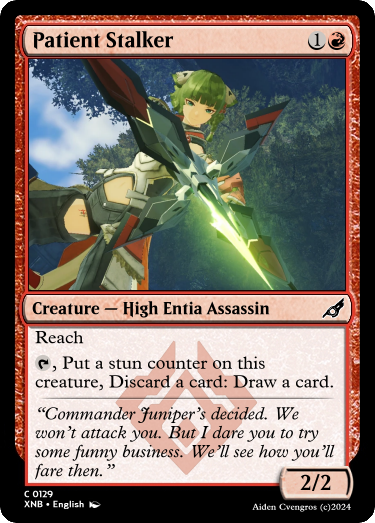 Patient Stalker 1
Creature — High Entia Assassin
Reach
, Put a stun counter on this
creature, Discard a card: Draw a card.
“Commander Juniper’s decided. We
won’t attack you. But I dare you to try
some funny business. We’ll see how you’ll
fare then.”
2/2
C 0129
XNB • English
Aiden Cvengros (c)2024